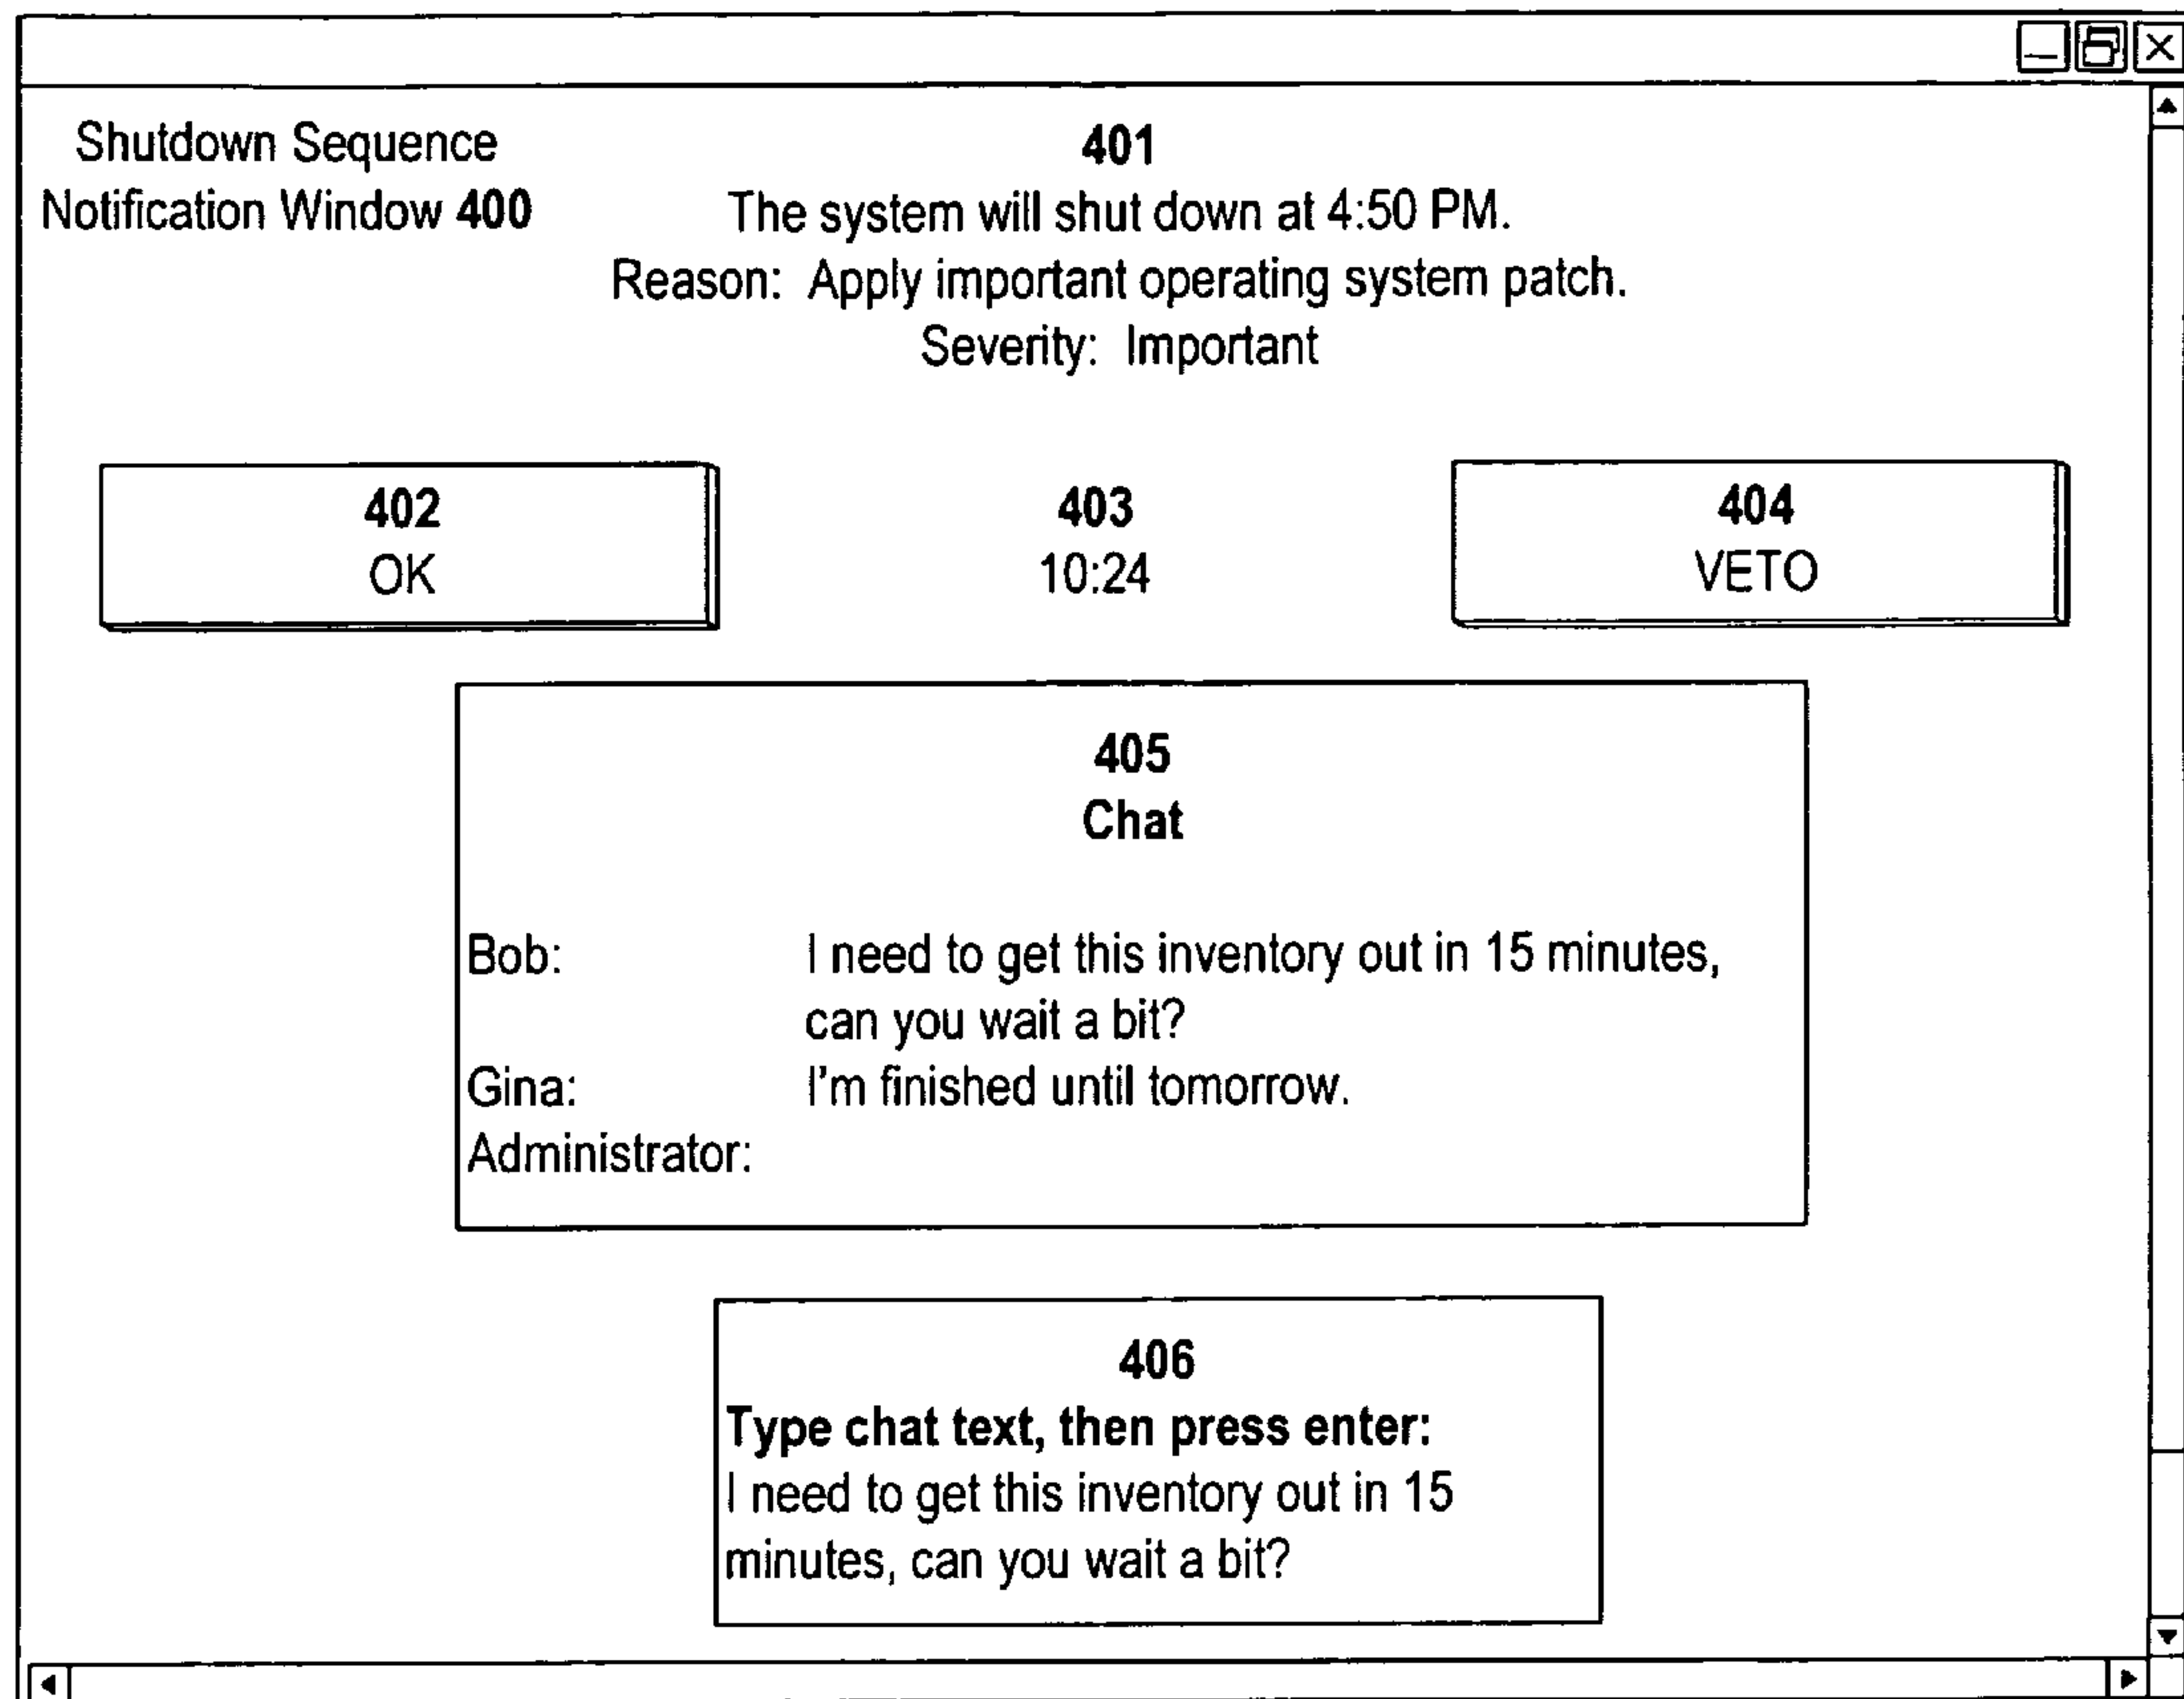 Shutdown Sequence
Notification Window 400
401
The system will shut down at 4:50 PM.
Reason: Apply important operating system patch.
Severity: Important
402
OK
403
10:24
404
VETO
405
Chat
Bob: I need to get this inventory out in 15 minutes,
can you wait a bit?
Gina: I'm finished until tomorrow.
Administrator:
406
Type chat text, then press enter:
I need to get this inventory out in 15
minutes, can you wait a bit?